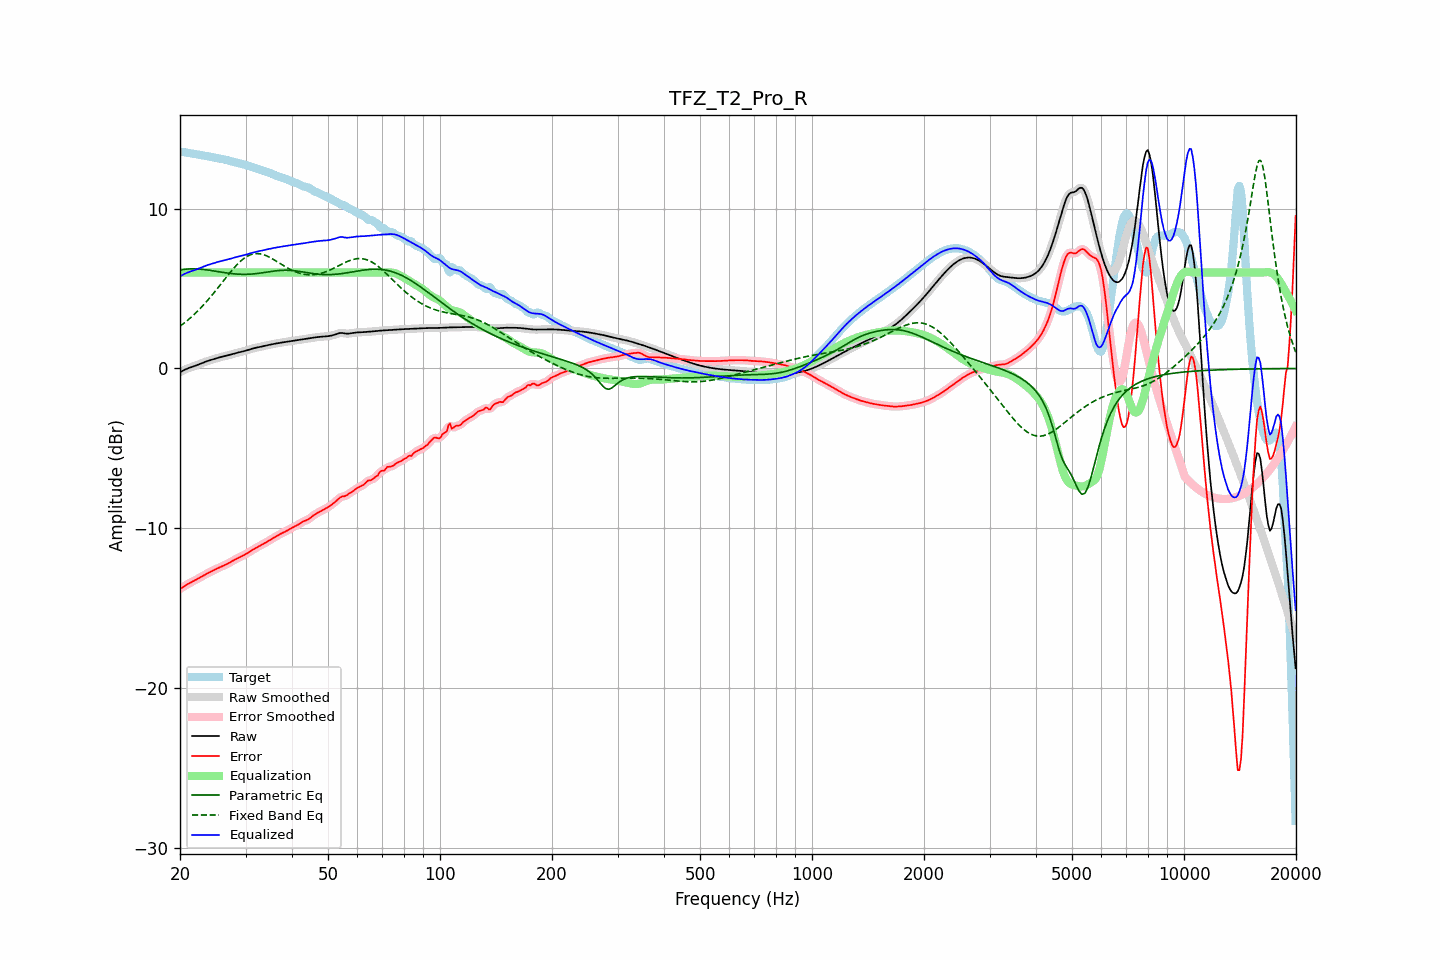 TFZ_T2_Pro_R
Amplitude (dBr)
10
0
−10
−20
−30
Target
Raw Smoothed
Error Smoothed
Raw
Error
Equalization
Parametric Eq
Fixed Band Eq
Equalized
20 50 100 200 500 1000 2000 5000 10000 20000
Frequency (Hz)